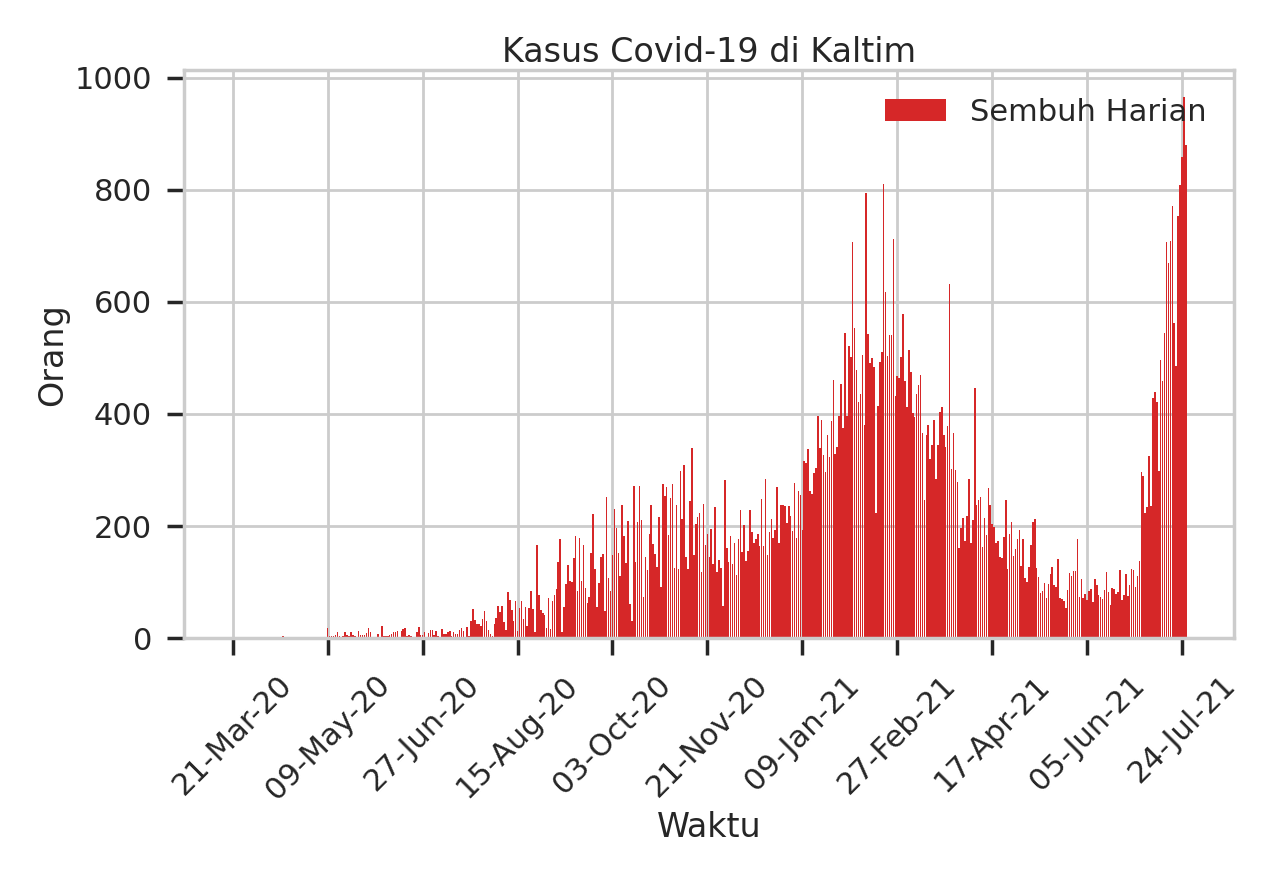 Kasus Covid-19 di Kaltim
Sembuh Harian
Orang
1000
800
600
400
200
0
21-Mar-20
09-May-20
27-Jun-20
15-Aug-20
03-Oct-20
21-Nov-20
09-Jan-21
27-Feb-21
17-Apr-21
05-Jun-21
24-Jul-21
Waktu